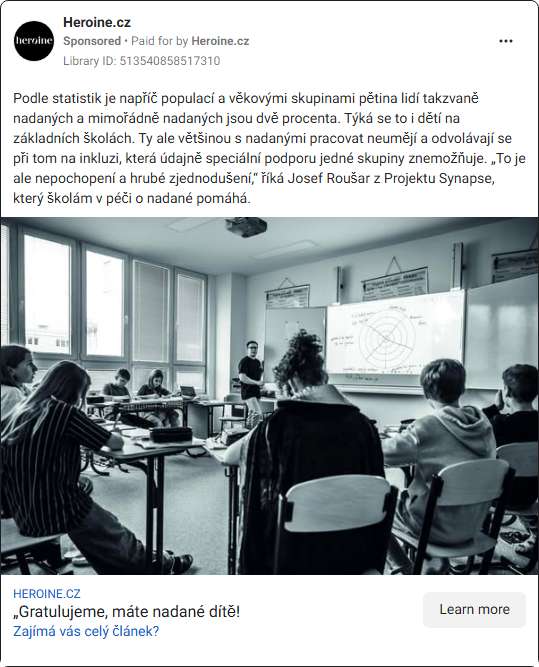 Heroine.cz
heroine
Sponsored • Paid for by Heroine.cz
Library ID: 513540858517310
Podle statistik je napříč populací a věkovými skupinami pětina lidí takzvaně
nadaných a mimořádně nadaných jsou dvě procenta. Týká se to i dětí na
základních školách. Ty ale většinou s nadanými pracovat neumějí a odvolávají se
při tom na inkluzi, která údajně speciální podporu jedné skupiny znemožňuje. „To je
ale nepochopení a hrubé zjednodušení,“ říká Josef Roušar z Projektu Synapse,
který školám v péči o nadané pomáhá.
HEROINE.CZ
„Gratulujeme, máte nadané dítě!
Zajímá vás celý článek?
Learn more